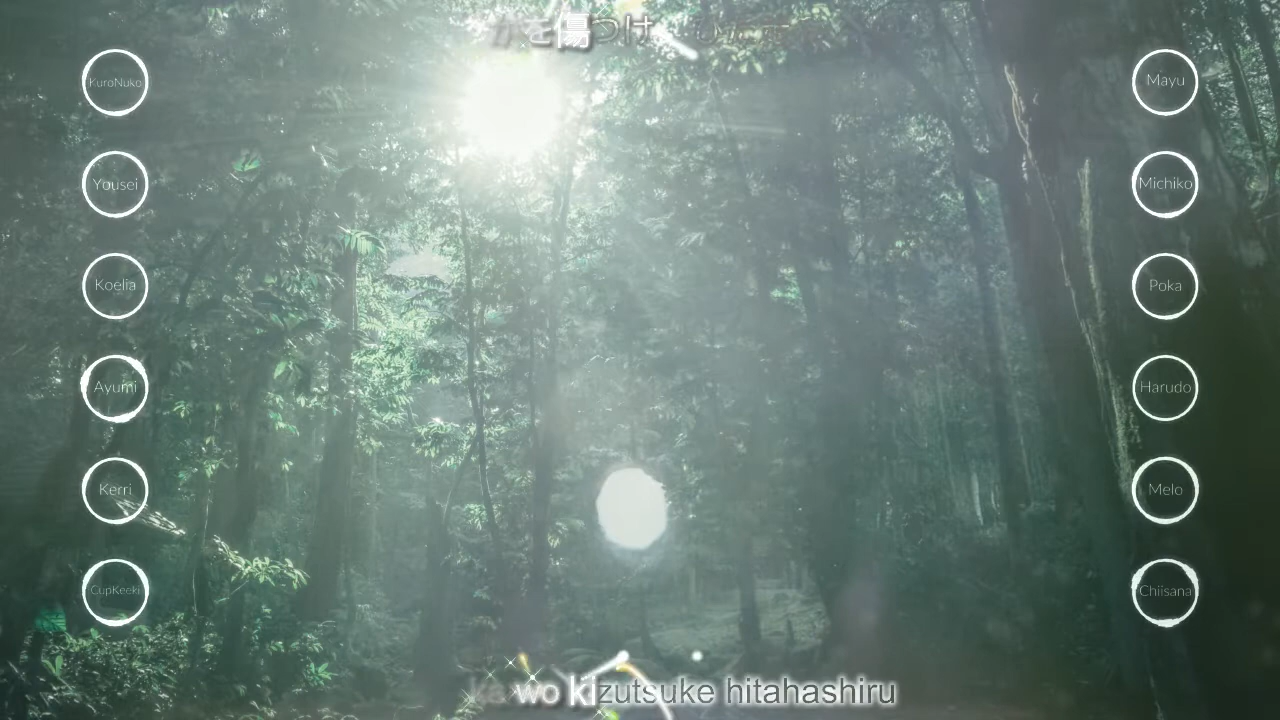 かを傷つけ
KuroNuko
Mayu
Yousei
Michiko
Koelia
Poka
Ayumi
Harudo
Kerri
Melo
CupKeeki
Chiisana
ka wo kizutsuke hitahashiru